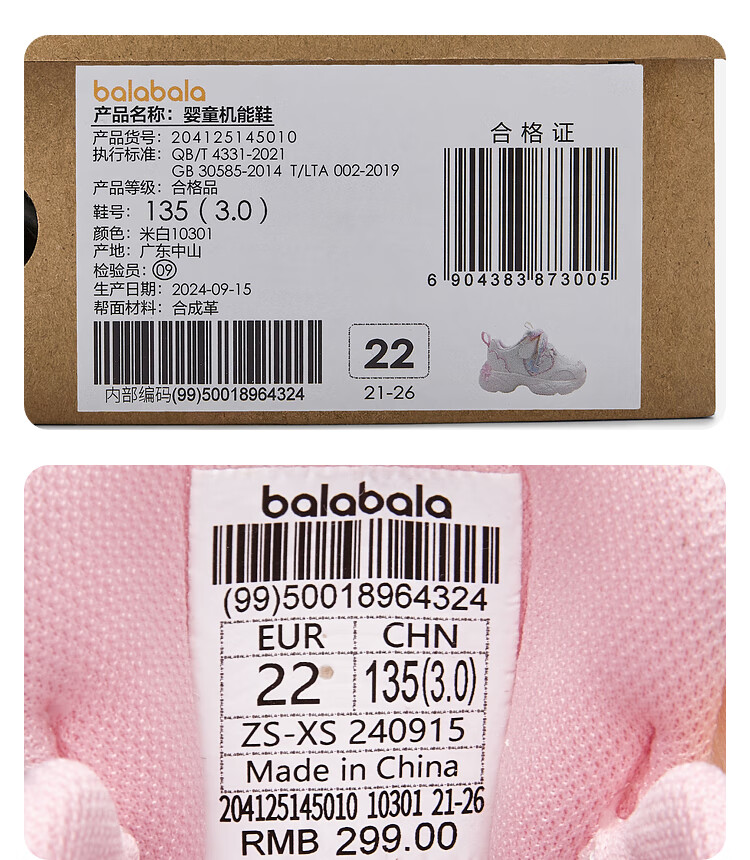 balabala
产品名称：婴童机能鞋
产品货号：204125145010
执行标准：QB/T 4331-2021
GB 30585-2014 T/LTA 002-2019
产品等级：合格品
鞋号：135（3.0）
颜色：米白10301
产地：广东中山
检验员：09
生产日期：2024-09-15
帮面材料：合成革
内部编码(99)50018964324
22
21-26
合格证
6 904383 873005
balabala
(99)50018964324
EUR CHN
22 135(3.0)
ZS-XS 240915
Made in China
204125145010 10301 21-26
RMB 299.00